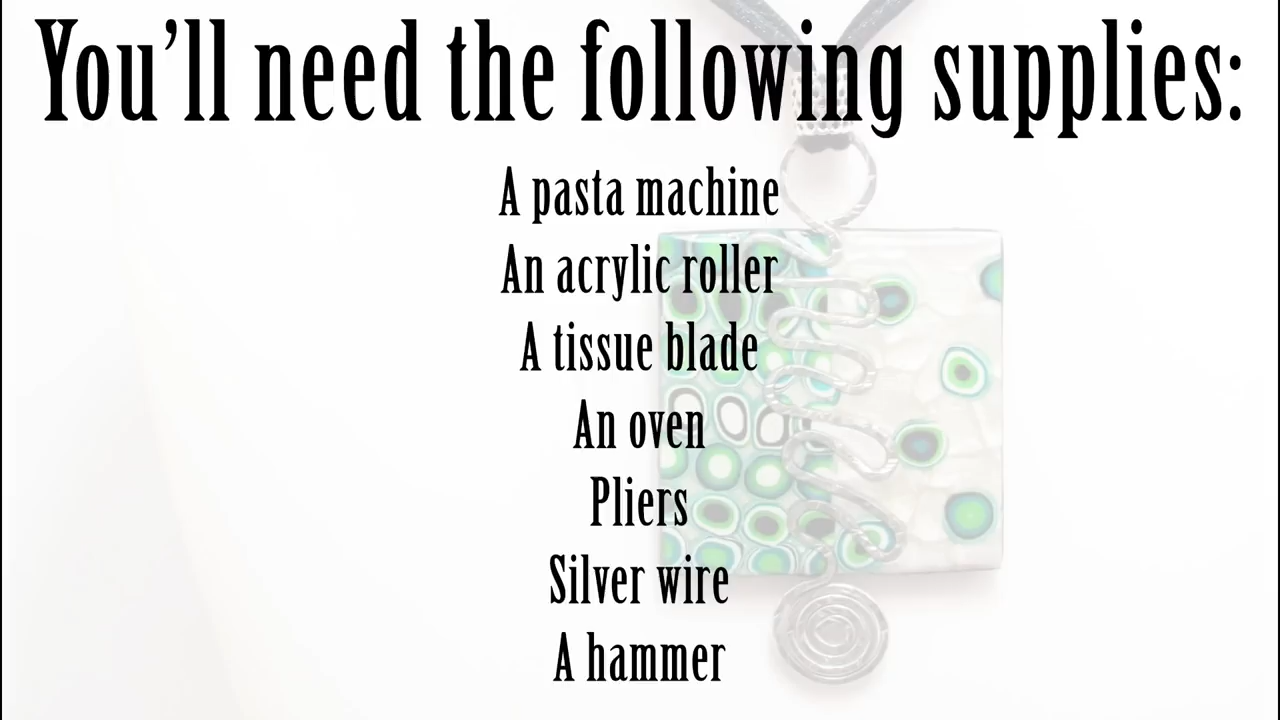 You’ll need the following supplies:
A pasta machine
An acrylic roller
A tissue blade
An oven
Pliers
Silver wire
A hammer